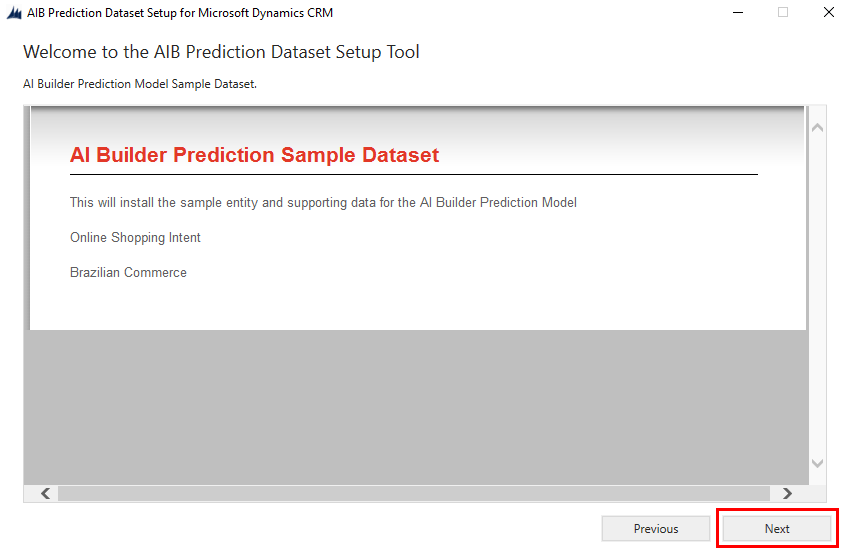 AIB Prediction Dataset Setup for Microsoft Dynamics CRM
Welcome to the AIB Prediction Dataset Setup Tool
AI Builder Prediction Model Sample Dataset.
AI Builder Prediction Sample Dataset
This will install the sample entity and supporting data for the AI Builder Prediction Model
Online Shopping Intent
Brazilian Commerce
Previous Next